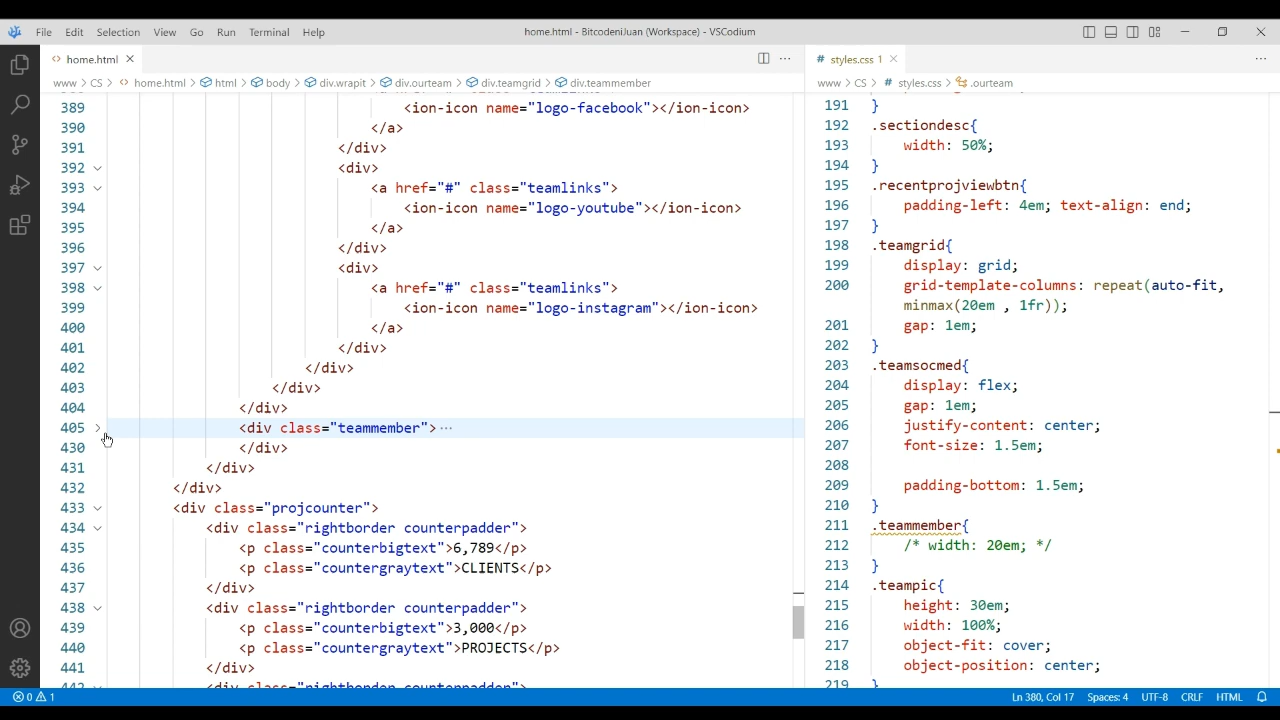 File Edit Selection View Go Run Terminal Help home.html - BitcodeniJuan (Workspace) - VSCodium
home.html
www > CS > home.html > html > body > div.wrapit > div.ourteam > div.teamgrid > div.teammember
389 <ion-icon name="logo-facebook"></ion-icon>
390 </a>
391 </div>
392 <div>
393 <a href="#" class="teamlinks">
394 <ion-icon name="logo-youtube"></ion-icon>
395 </a>
396 </div>
397 <div>
398 <a href="#" class="teamlinks">
399 <ion-icon name="logo-instagram"></ion-icon>
400 </a>
401 </div>
402 </div>
403 </div>
404 </div>
405 <div class="teammember">···
430 </div>
431 </div>
432 </div>
433 <div class="projcounter">
434 <div class="rightborder counterpadder">
435 <p class="counterbigtext">6,789</p>
436 <p class="countergraytext">CLIENTS</p>
437 </div>
438 <div class="rightborder counterpadder">
439 <p class="counterbigtext">3,000</p>
440 <p class="countergraytext">PROJECTS</p>
441 </div>
442 <div class="rightborder counterpadder">
# styles.css 1
www > CS > # styles.css > .ourteam
191 }
192 .sectiondesc{
193 width: 50%;
194 }
195 .recentprojviewbtn{
196 padding-left: 4em; text-align: end;
197 }
198 .teamgrid{
199 display: grid;
200 grid-template-columns: repeat(auto-fit,
minmax(20em , 1fr));
201 gap: 1em;
202 }
203 .teamsocmed{
204 display: flex;
205 gap: 1em;
206 justify-content: center;
207 font-size: 1.5em;
208
209 padding-bottom: 1.5em;
210 }
211 .teammember{
212 /* width: 20em; */
213 }
214 .teampic{
215 height: 30em;
216 width: 100%;
217 object-fit: cover;
218 object-position: center;
219 }
0 1 Ln 380, Col 17 Spaces: 4 UTF-8 CRLF HTML